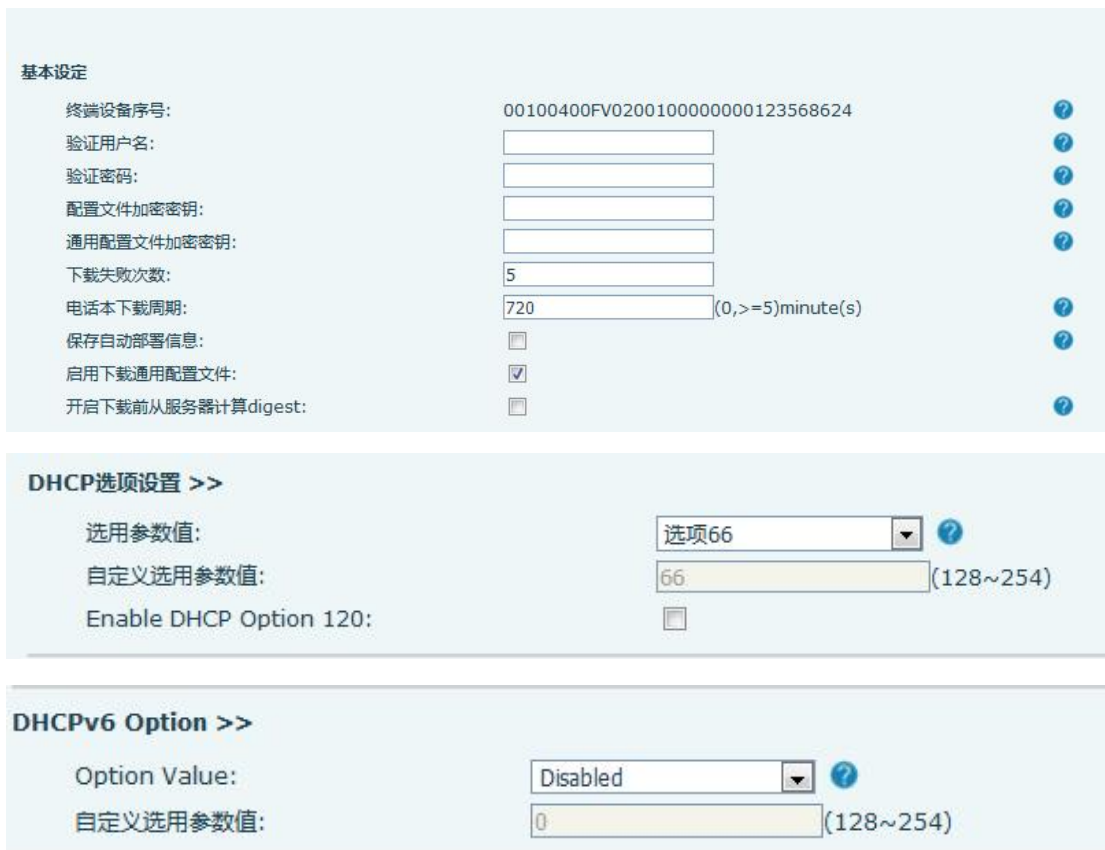 基本设定
终端设备序号: 00100400FV0200100000000123568624
验证用户名:
验证密码:
配置文件加密密钥:
通用配置文件加密密钥:
下载失败次数: 5
电话本下载周期: 720 (0,>=5)minute(s)
保存自动部署信息:
启用下载通用配置文件:
开启下载前从服务器计算digest:
DHCP选项设置 >>
选用参数值: 选项66
自定义选用参数值: 66 (128~254)
Enable DHCP Option 120:
DHCPv6 Option >>
Option Value: Disabled
自定义选用参数值: 0 (128~254)